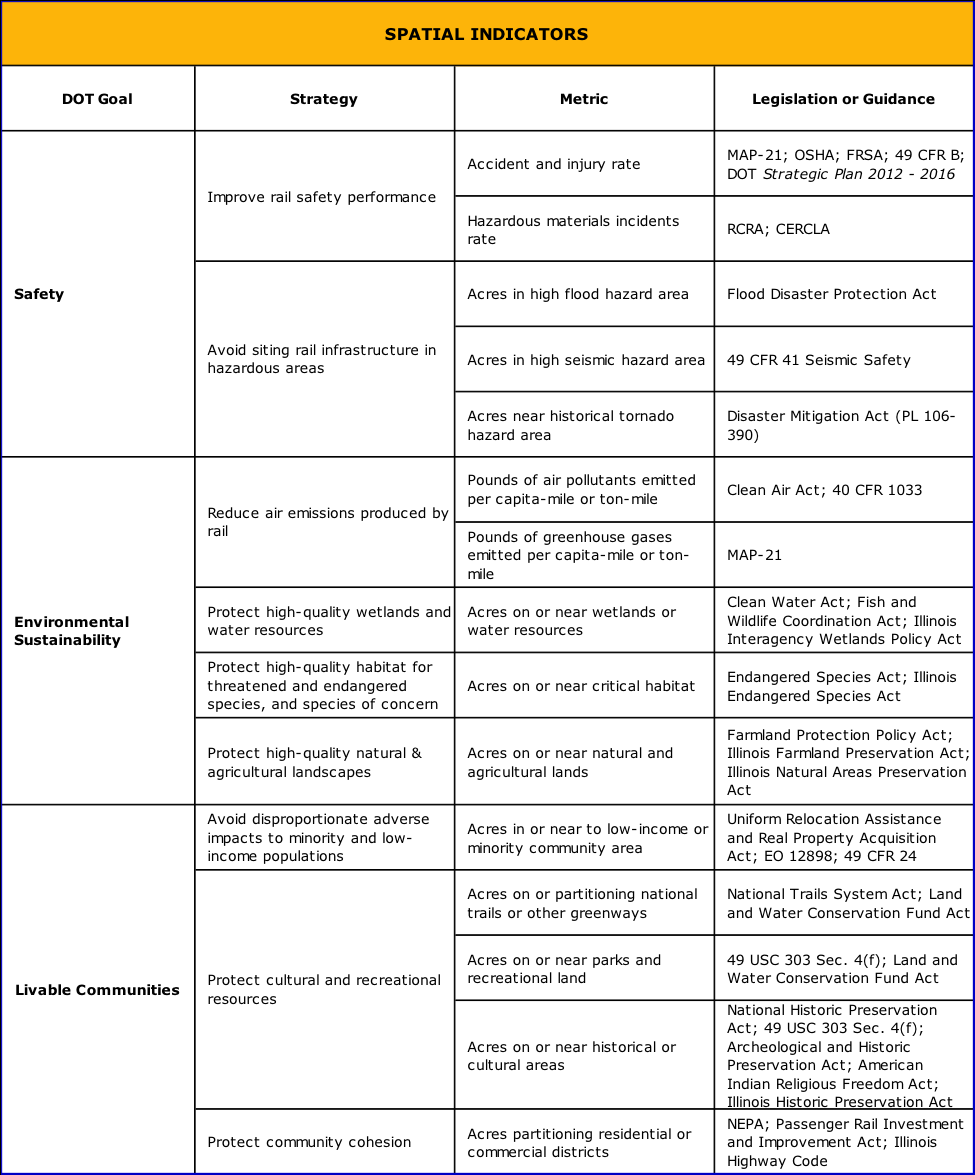 SPATIAL INDICATORS
DOT Goal
Strategy
Metric
Legislation or Guidance
Safety
Improve rail safety performance
Accident and injury rate
MAP-21; OSHA; FRSA; 49 CFR B;
DOT Strategic Plan 2012 - 2016
Hazardous materials incidents
rate
RCRA; CERCLA
Avoid siting rail infrastructure in
hazardous areas
Acres in high flood hazard area
Flood Disaster Protection Act
Acres in high seismic hazard area
49 CFR 41 Seismic Safety
Acres near historical tornado
hazard area
Disaster Mitigation Act (PL 106-
390)
Environmental
Sustainability
Reduce air emissions produced by
rail
Pounds of air pollutants emitted
per capita-mile or ton-mile
Clean Air Act; 40 CFR 1033
Pounds of greenhouse gases
emitted per capita-mile or ton-
mile
MAP-21
Protect high-quality wetlands and
water resources
Acres on or near wetlands or
water resources
Clean Water Act; Fish and
Wildlife Coordination Act; Illinois
Interagency Wetlands Policy Act
Protect high-quality habitat for
threatened and endangered
species, and species of concern
Acres on or near critical habitat
Endangered Species Act; Illinois
Endangered Species Act
Protect high-quality natural &
agricultural landscapes
Acres on or near natural and
agricultural lands
Farmland Protection Policy Act;
Illinois Farmland Preservation Act;
Illinois Natural Areas Preservation
Act
Livable Communities
Avoid disproportionate adverse
impacts to minority and low-
income populations
Acres in or near to low-income or
minority community area
Uniform Relocation Assistance
and Real Property Acquisition
Act; EO 12898; 49 CFR 24
Protect cultural and recreational
resources
Acres on or partitioning national
trails or other greenways
National Trails System Act; Land
and Water Conservation Fund Act
Acres on or near parks and
recreational land
49 USC 303 Sec. 4(f); Land and
Water Conservation Fund Act
Acres on or near historical or
cultural areas
National Historic Preservation
Act; 49 USC 303 Sec. 4(f);
Archeological and Historic
Preservation Act; American
Indian Religious Freedom Act;
Illinois Historic Preservation Act
Protect community cohesion
Acres partitioning residential or
commercial districts
NEPA; Passenger Rail Investment
and Improvement Act; Illinois
Highway Code